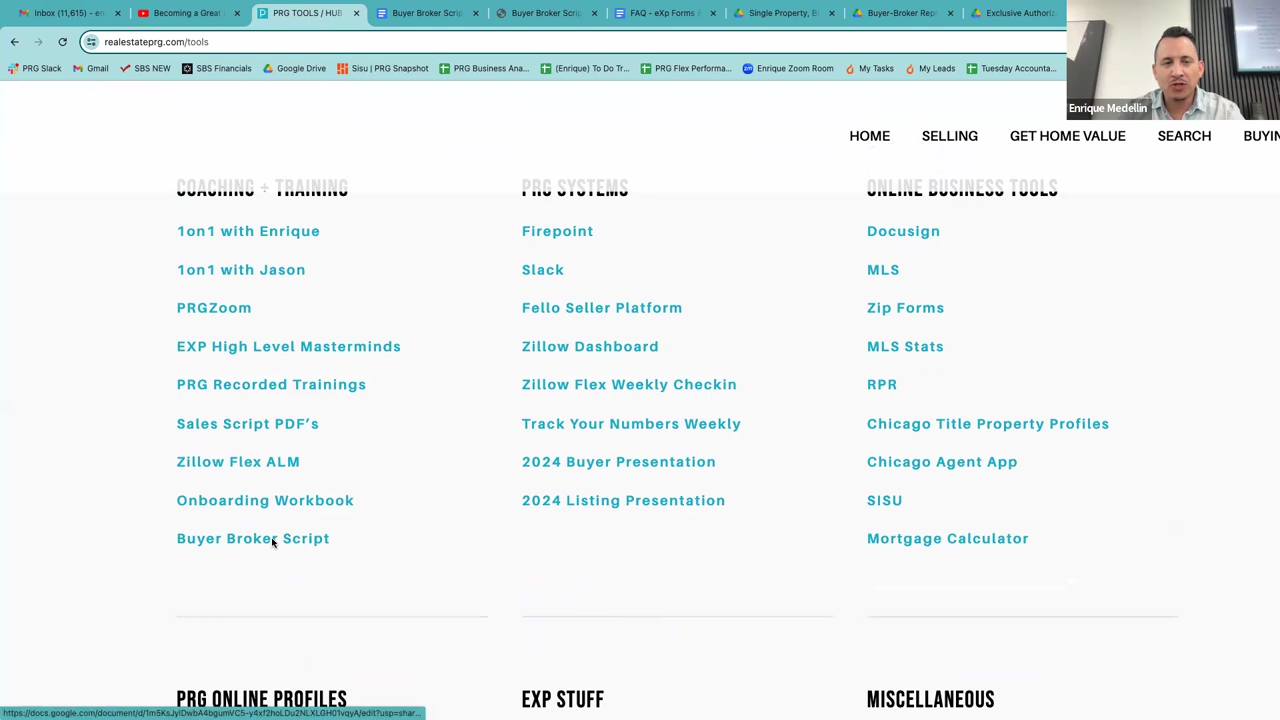 Inbox (11,615) - en
Becoming a Great
PRG TOOLS / HUB
Buyer Broker Scrip
Buyer Broker Scrip
FAQ - eXp Forms &
Single Property, B
Buyer-Broker Rep
Exclusive Authoriz
realestateprg.com/tools
PRG Slack
Gmail
SBS NEW
SBS Financials
Google Drive
Sisu | PRG Snapshot
PRG Business Ana...
(Enrique) To Do Tr...
PRG Flex Performa...
Enrique Zoom Room
My Tasks
My Leads
Tuesday Accounta...
Enrique Medellin
HOME
SELLING
GET HOME VALUE
SEARCH
BUYIN
COACHING + TRAINING
1on1 with Enrique
1on1 with Jason
PRGZoom
EXP High Level Masterminds
PRG Recorded Trainings
Sales Script PDF's
Zillow Flex ALM
Onboarding Workbook
Buyer Broker Script
PRG SYSTEMS
Firepoint
Slack
Fello Seller Platform
Zillow Dashboard
Zillow Flex Weekly Checkin
Track Your Numbers Weekly
2024 Buyer Presentation
2024 Listing Presentation
ONLINE BUSINESS TOOLS
Docusign
MLS
Zip Forms
MLS Stats
RPR
Chicago Title Property Profiles
Chicago Agent App
SISU
Mortgage Calculator
PRG ONLINE PROFILES
EXP STUFF
MISCELLANEOUS